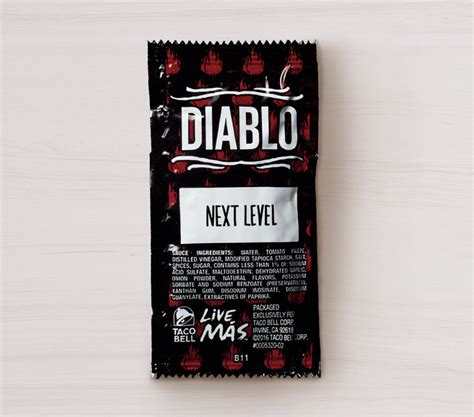 DIABLO
NEXT LEVEL
SAUCE INGREDIENTS: WATER, TOMATO PASTE,
DISTILLED VINEGAR, MODIFIED TAPIOCA STARCH, SALT,
SPICES, SUGAR, CONTAINS LESS THAN 1% OF SODIUM
ACID SULFATE, MALTODEXTRIN, DEHYDRATED GARLIC,
ONION POWDER, NATURAL FLAVORS, POTASSIUM
SORBATE AND SODIUM BENZOATE (PRESERVATIVES),
XANTHAN GUM, DISODIUM INOSINATE, DISODIUM
GUANYLATE, EXTRACTIVES OF PAPRIKA.
TACO
BELL
LIVE
MÁS
PACKAGED
EXCLUSIVELY FOR
TACO BELL CORP.
IRVINE, CA 92618
©2016 TACO BELL CORP.
#0005320-02
B11